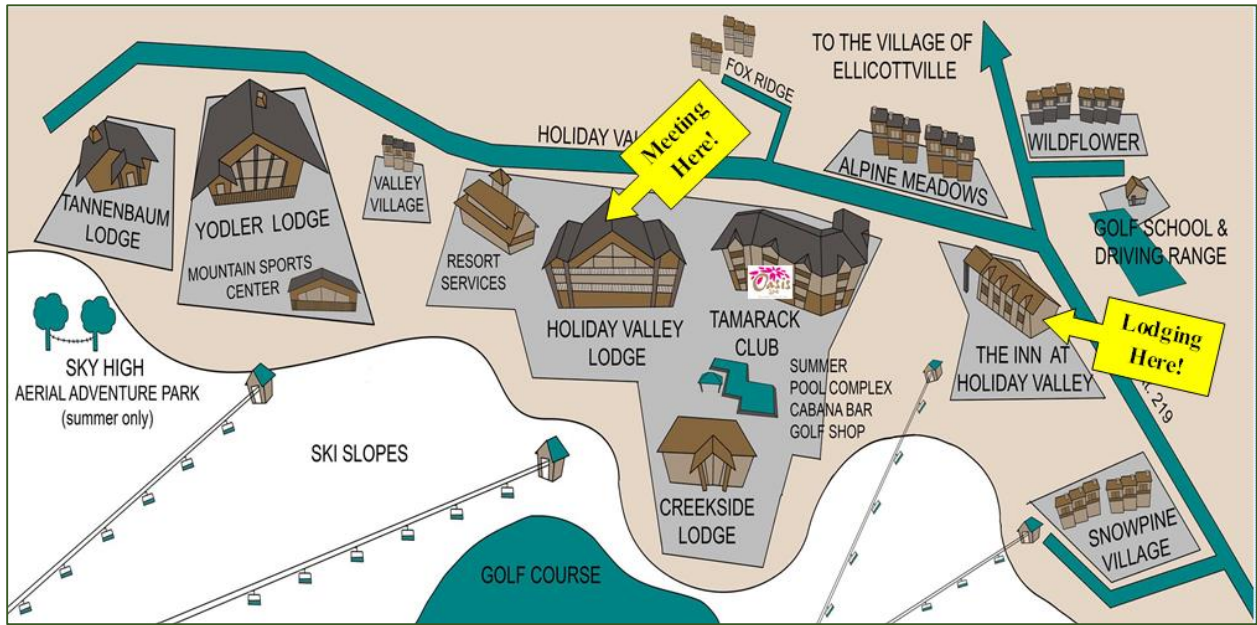 TO THE VILLAGE OF
ELLICOTTVILLE
FOX RIDGE
WILDFLOWER
HOLIDAY
Meeting
Here!
ALPINE MEADOWS
VALLEY
VILLAGE
TANNENBAUM
LODGE
YODLER LODGE
MOUNTAIN SPORTS
CENTER
RESORT
SERVICES
GOLF SCHOOL &
DRIVING RANGE
Oasis
HOLIDAY VALLEY
LODGE
TAMARACK
CLUB
THE INN AT
HOLIDAY VALLEY
Lodging
Here!
219
SKY HIGH
AERIAL ADVENTURE PARK
(summer only)
SUMMER
POOL COMPLEX
CABANA BAR
GOLF SHOP
SKI SLOPES
CREEKSIDE
LODGE
SNOWPINE
VILLAGE
GOLF COURSE